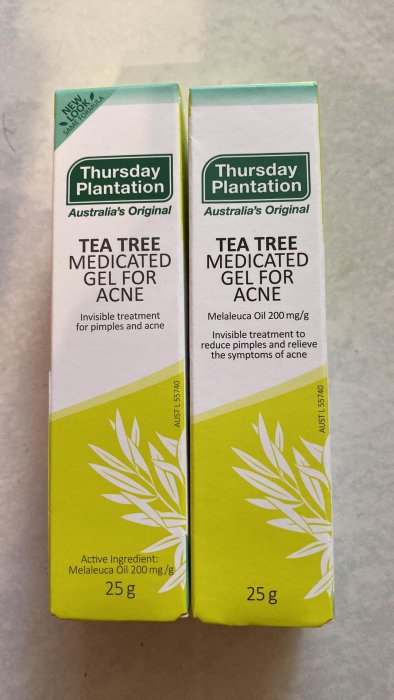 NEW
LOOK
SAME FORMULA
Thursday
Plantation
Australia's Original
TEA TREE
MEDICATED
GEL FOR
ACNE
Invisible treatment
for pimples and acne
AUST L 55740
Active Ingredient:
Melaleuca Oil 200 mg/g
25 g
Thursday
Plantation
Australia's Original
TEA TREE
MEDICATED
GEL FOR
ACNE
Melaleuca Oil 200 mg/g
Invisible treatment to
reduce pimples and relieve
the symptoms of acne
AUST L 55740
25 g